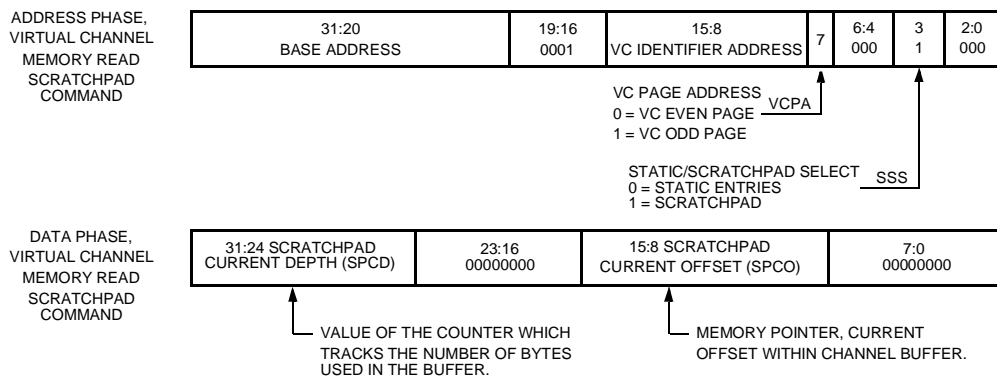 ADDRESS PHASE,
VIRTUAL CHANNEL
MEMORY READ
SCRATCHPAD
COMMAND
31:20
BASE ADDRESS
19:16
0001
15:8
VC IDENTIFIER ADDRESS
7
6:4
000
3
1
2:0
000
VC PAGE ADDRESS
0 = VC EVEN PAGE
1 = VC ODD PAGE
VCPA
STATIC/SCRATCHPAD SELECT
0 = STATIC ENTRIES
1 = SCRATCHPAD
SSS
DATA PHASE,
VIRTUAL CHANNEL
MEMORY READ
SCRATCHPAD
COMMAND
31:24 SCRATCHPAD
CURRENT DEPTH (SPCD)
23:16
00000000
15:8 SCRATCHPAD
CURRENT OFFSET (SPCO)
7:0
00000000
VALUE OF THE COUNTER WHICH
TRACKS THE NUMBER OF BYTES
USED IN THE BUFFER.
MEMORY POINTER, CURRENT
OFFSET WITHIN CHANNEL BUFFER.